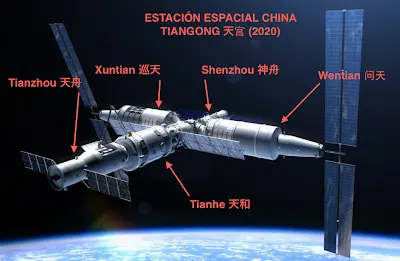 ESTACIÓN ESPACIAL CHINA
TIANGONG 天宫 (2020)
Xuntian 巡天
Shenzhou 神舟
Tianzhou 天舟
Wentian 问天
Tianhe 天和